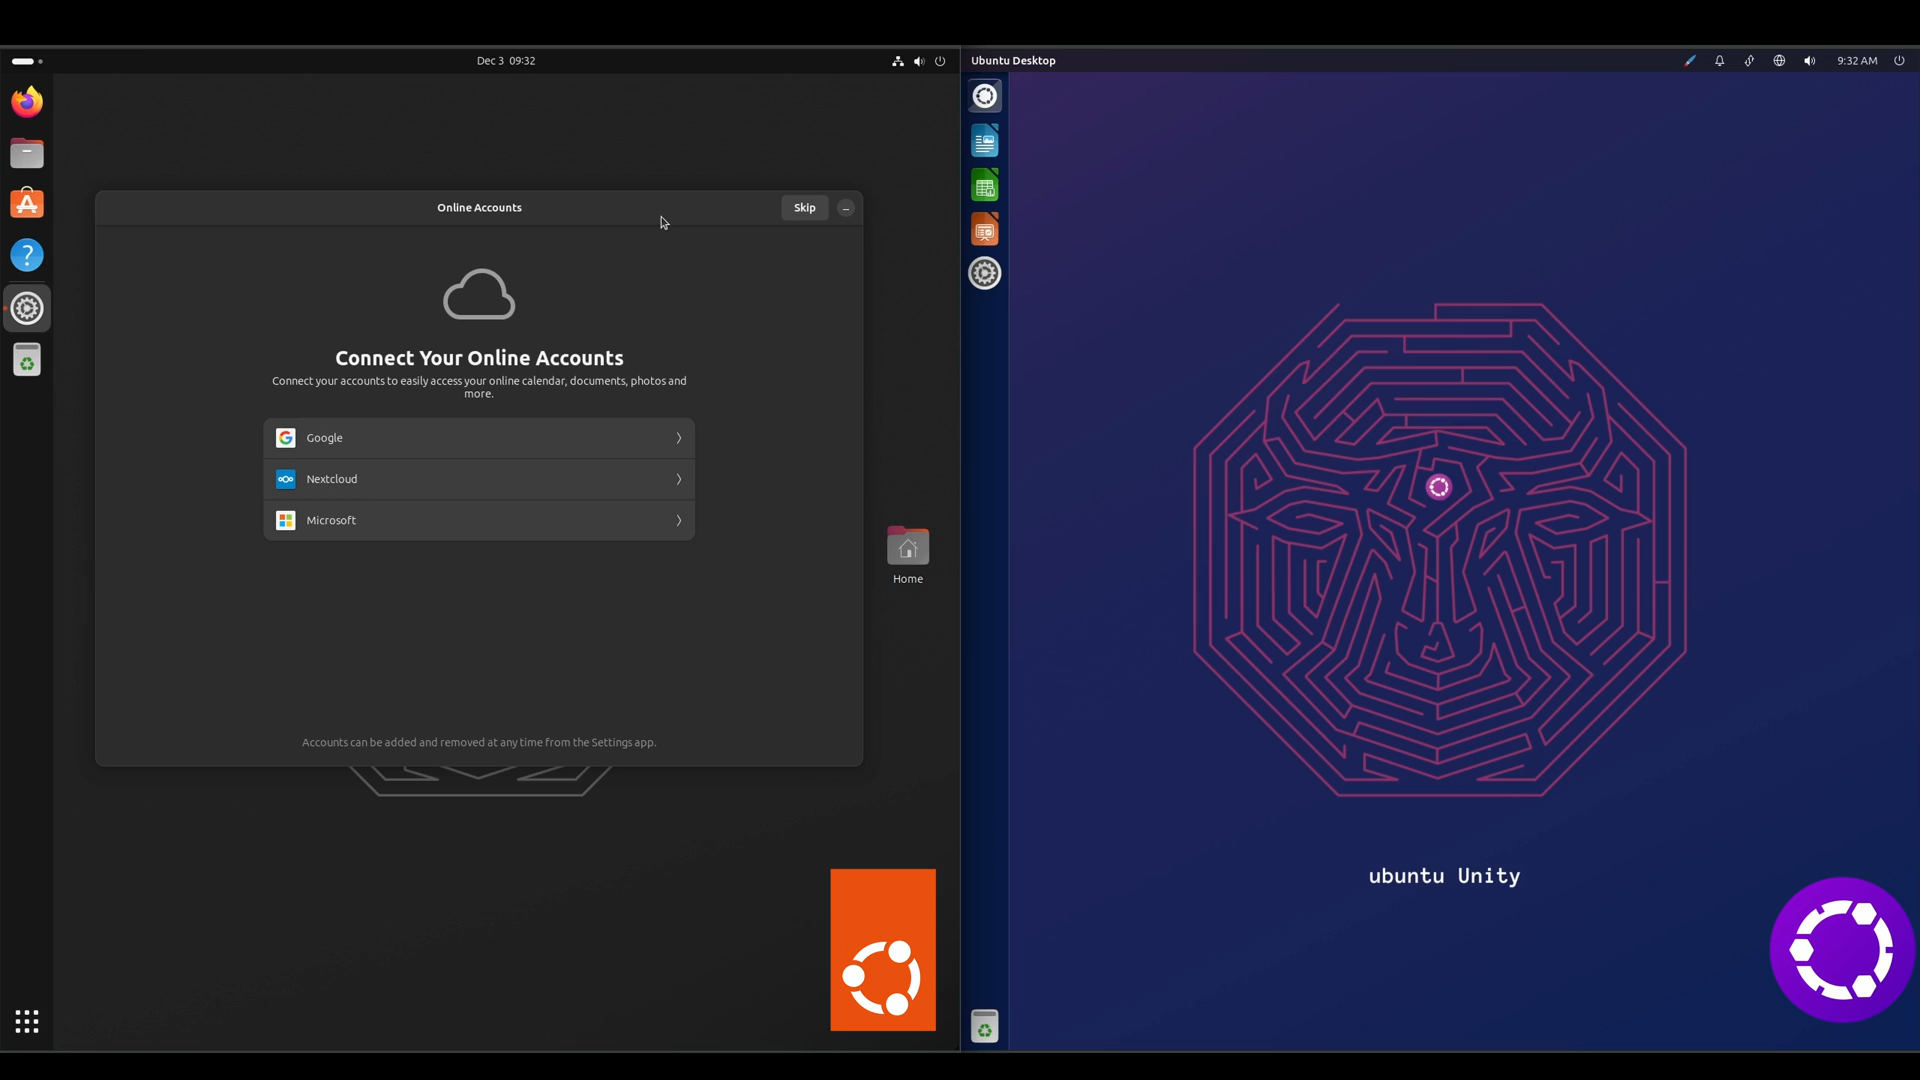 Dec 3 09:32
Online Accounts
Skip
Connect Your Online Accounts
Connect your accounts to easily access your online calendar, documents, photos and
more.
Google
Nextcloud
Microsoft
Accounts can be added and removed at any time from the Settings app.
Home
Ubuntu Desktop
9:32 AM
ubuntu Unity